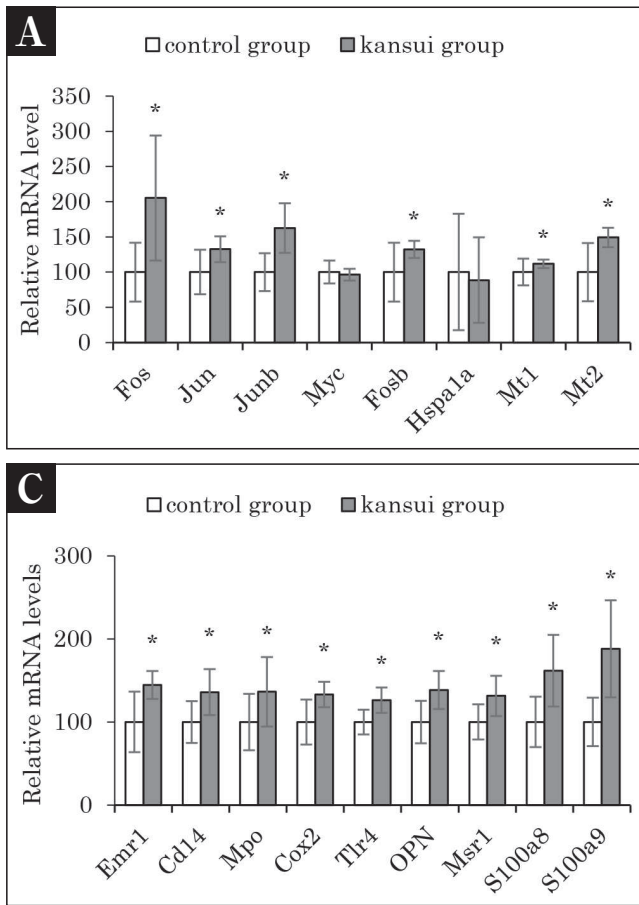 A
control group kansui group
Relative mRNA level
350
300
250
200
150
100
50
0
* * * * * *
Fos Jun Junb Myc Fosb Hspa1a Mt1 Mt2
C
control group kansui group
Relative mRNA levels
300
200
100
0
* * * * * * * * *
Emr1 Cd14 Mpo Cox2 Tlr4 OPN Msr1 S100a8 S100a9